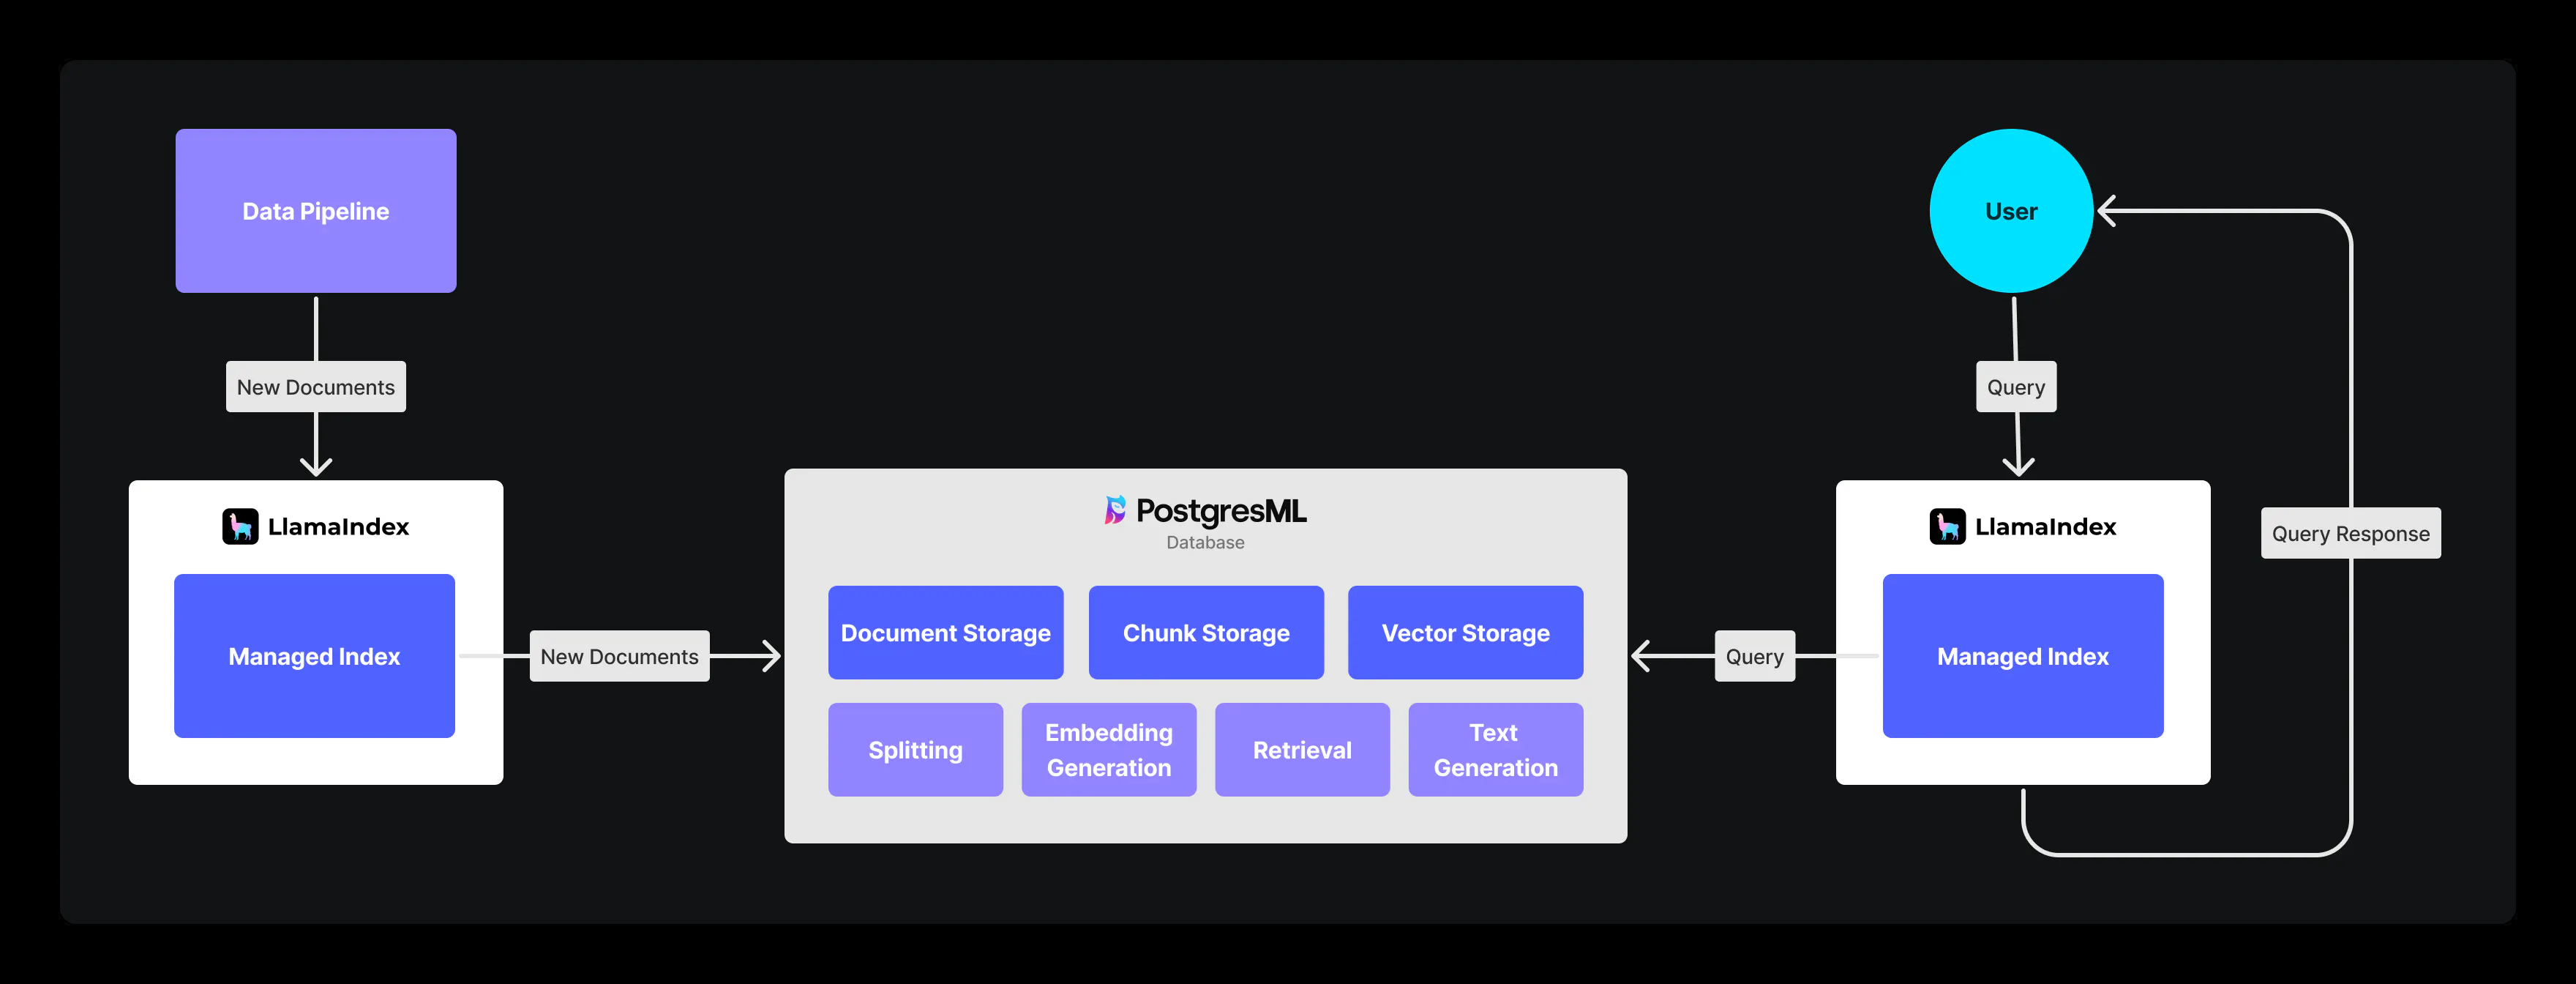 Data Pipeline
User
New Documents
Query
LlamaIndex
Managed Index
New Documents
PostgresML
Database
Document Storage
Chunk Storage
Vector Storage
Splitting
Embedding
Generation
Retrieval
Text
Generation
Query
LlamaIndex
Managed Index
Query Response